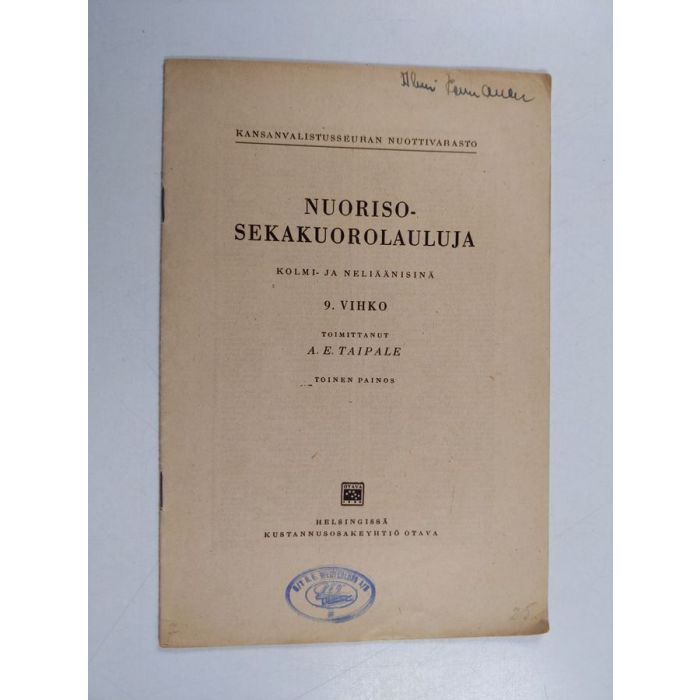 KANSANVALISTUSSEURAN NUOTTIVARASTO
NUORISO-
SEKAKUOROLAULUJA
KOLMI- JA NELIÄÄNISINÄ
9. VIHKO
TOIMITTANUT
A. E. TAIPALE
TOINEN PAINOS
OTAVA
HELSINGISSÄ
KUSTANNUSOSAKEYHTIÖ OTAVA
25